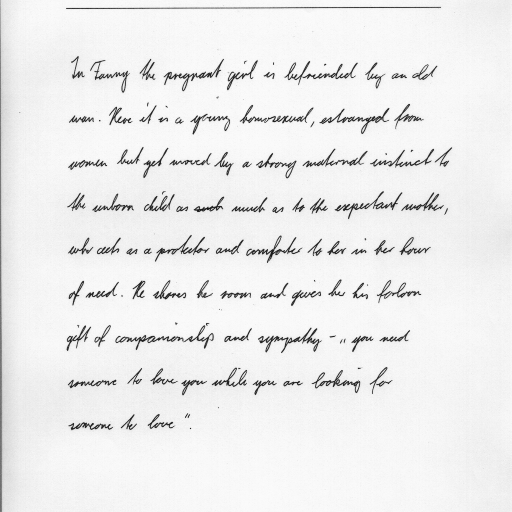 In Fanny the pregnant girl is befriended by an old
man. Here it is a young homosexual, estranged from
women but yet moved by a strong maternal instinct to
the unborn child as such much as to the expectant mother,
who acts as a protector and comforter to her in her hour
of need. He shares her room and gives her his forlorn
gift of companionship and sympathy - „ you need
someone to love you while you are looking for
someone to love “.